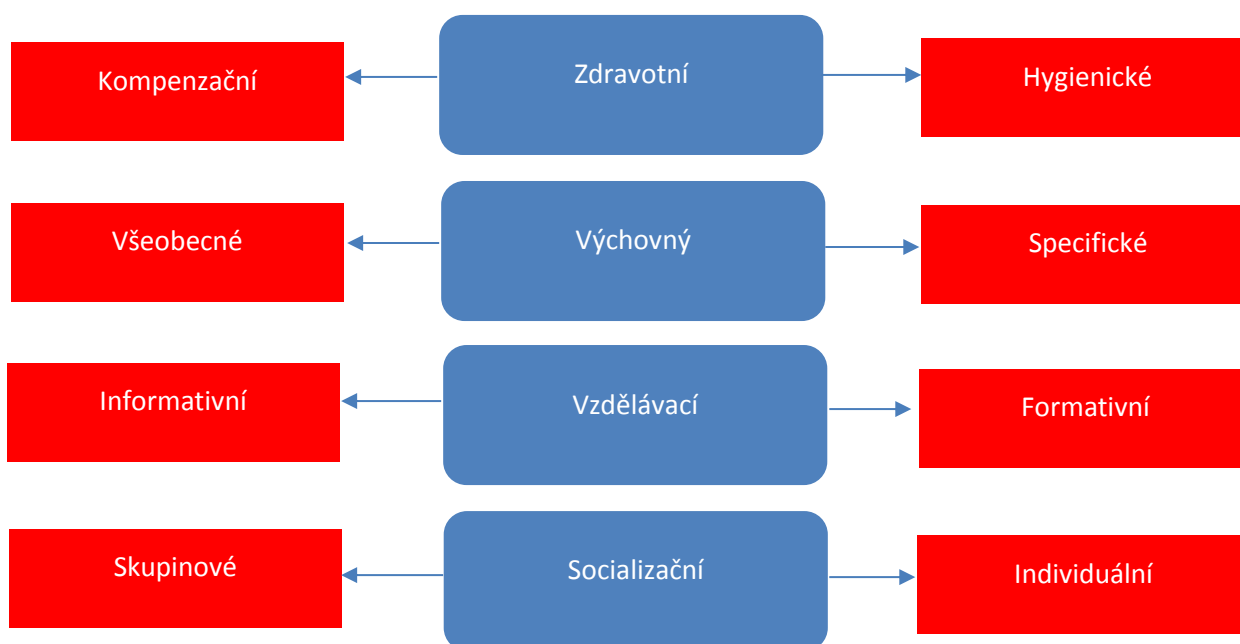 Kompenzační
Zdravotní
Hygienické
Všeobecné
Výchovný
Specifické
Informativní
Vzdělávací
Formativní
Skupinové
Socializační
Individuální